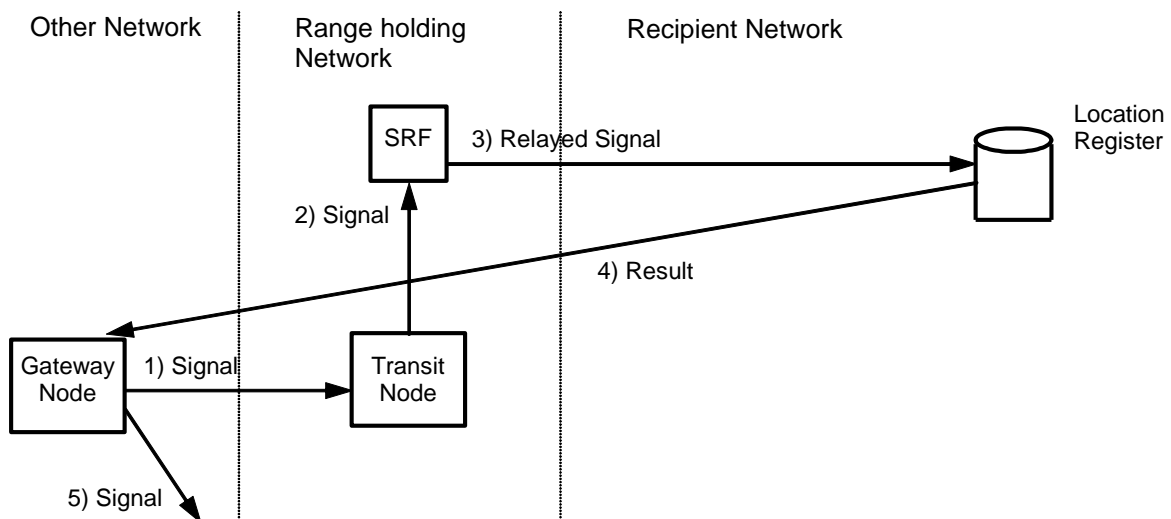 Other Network
Range holding
Network
Recipient Network
Location
Register
SRF
3) Relayed Signal
2) Signal
4) Result
Gateway
Node
1) Signal
Transit
Node
5) Signal